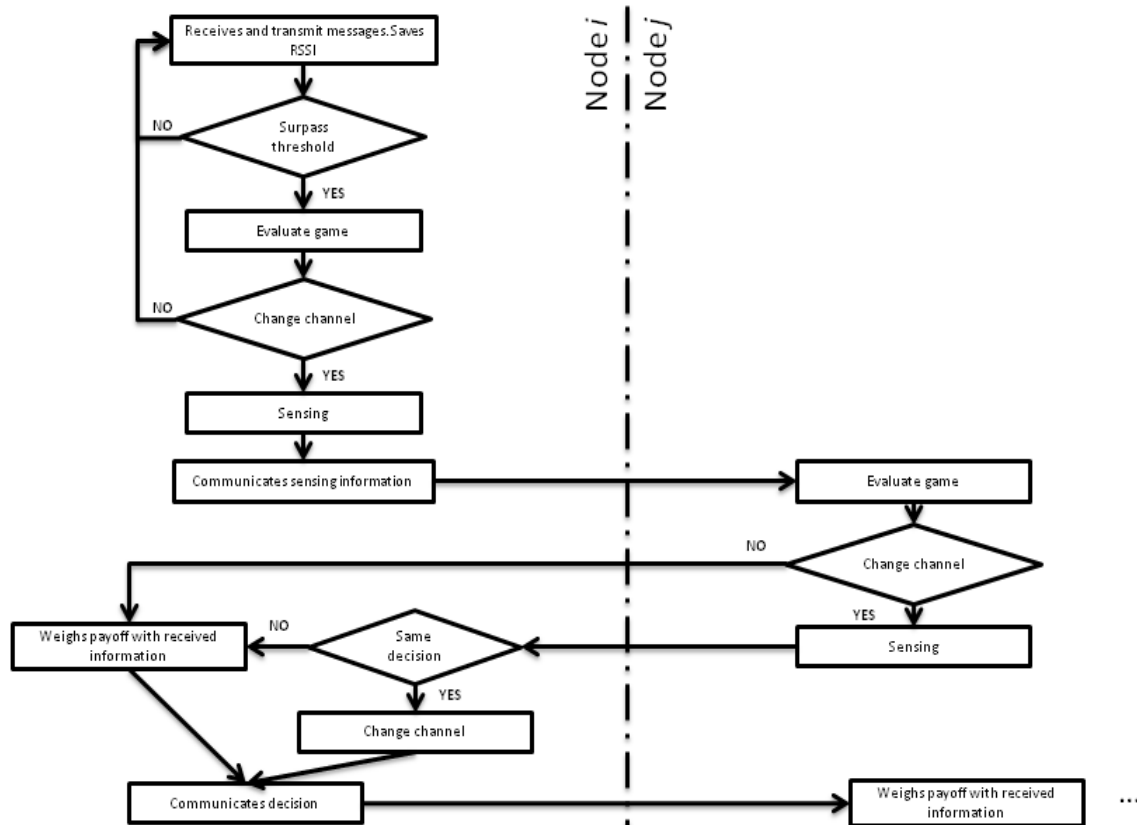 Receives and transmit messages.Saves
RSSI
Node i
Node j
NO
Surpass
threshold
YES
Evaluate game
NO
Change channel
YES
Sensing
Communicates sensing information
Evaluate game
NO
Change channel
YES
Sensing
Weighs payoff with received
information
NO
Same
decision
YES
Change channel
Communicates decision
Weighs payoff with received
information
...